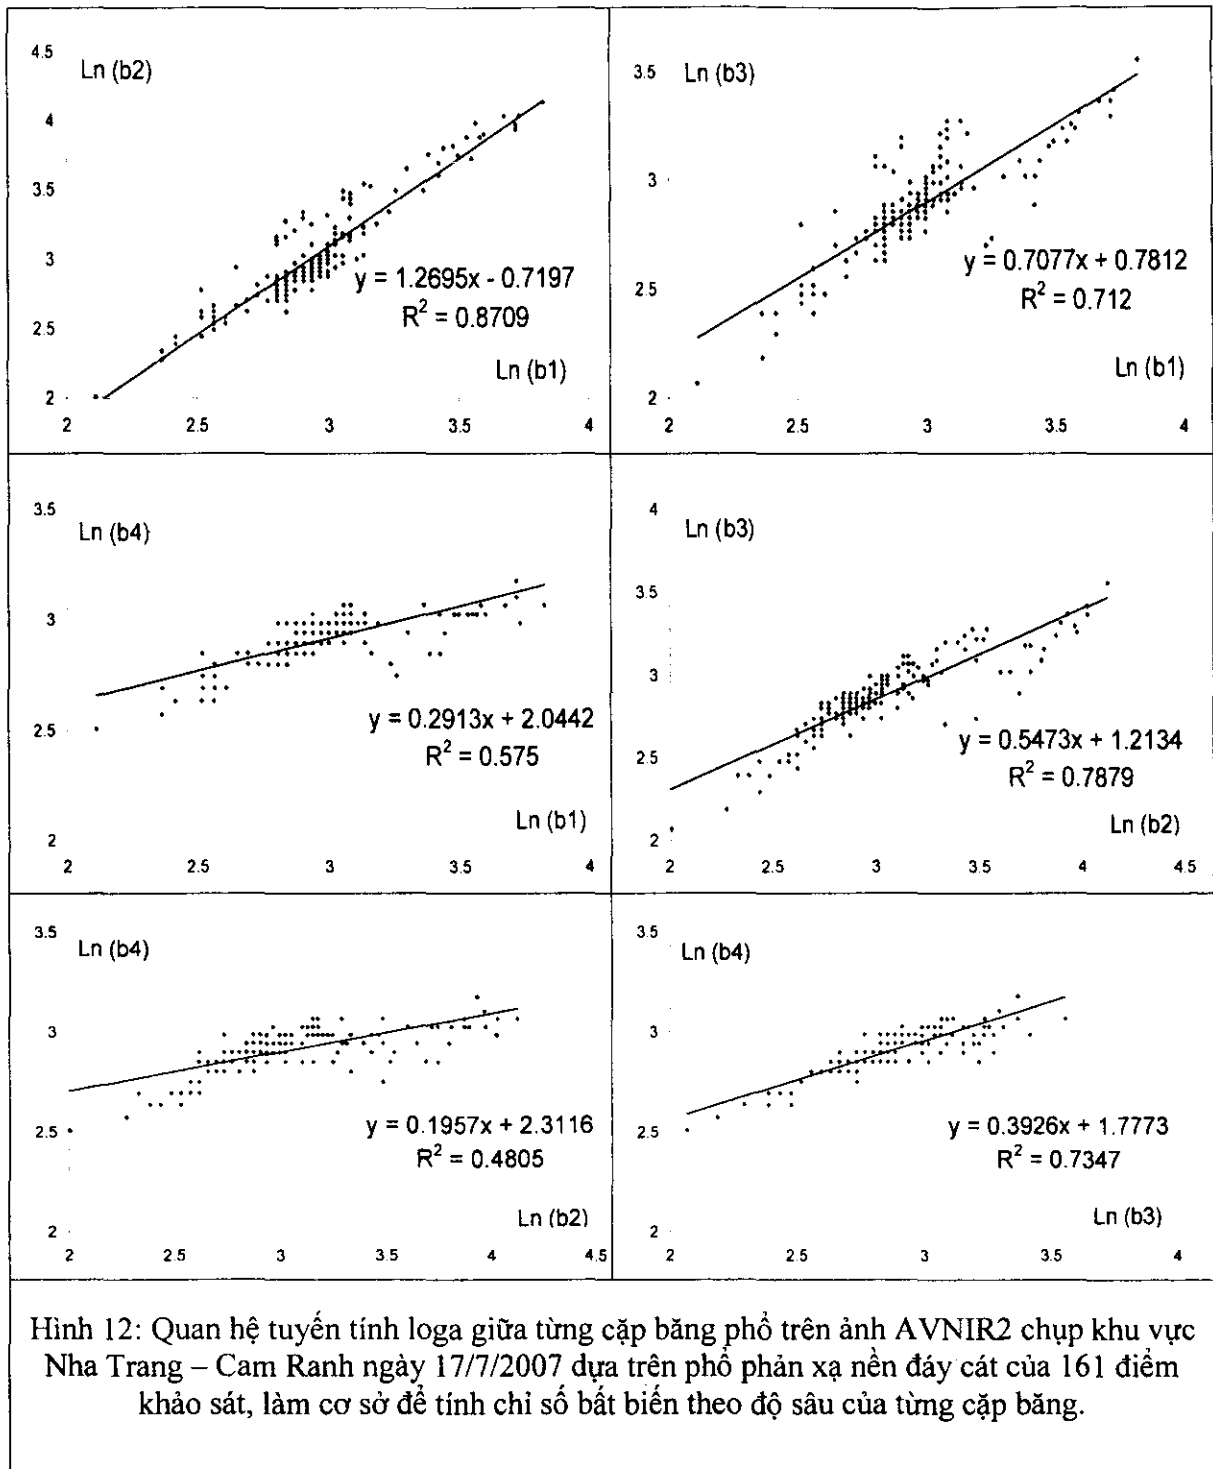 4.5
Ln (b2)
4
3.5
3
2.5
2
y = 1.2695x - 0.7197
R² = 0.8709
Ln (b1)
2 2.5 3 3.5 4
3.5
Ln (b3)
3
2.5
2
y = 0.7077x + 0.7812
R² = 0.712
Ln (b1)
2 2.5 3 3.5 4
3.5
Ln (b4)
3
2.5
2
y = 0.2913x + 2.0442
R² = 0.575
Ln (b1)
2 2.5 3 3.5 4
4
Ln (b3)
3.5
3
2.5
2
y = 0.5473x + 1.2134
R² = 0.7879
Ln (b2)
2 2.5 3 3.5 4 4.5
3.5
Ln (b4)
3
2.5
2
y = 0.1957x + 2.3116
R² = 0.4805
Ln (b2)
2 2.5 3 3.5 4 4.5
3.5
Ln (b4)
3
2.5
2
y = 0.3926x + 1.7773
R² = 0.7347
Ln (b3)
2 2.5 3 3.5 4
Hình 12: Quan hệ tuyến tính loga giữa từng cặp băng phổ trên ảnh AVNIR2 chụp khu vực
Nha Trang – Cam Ranh ngày 17/7/2007 dựa trên phổ phản xạ nền đáy cát của 161 điểm
khảo sát, làm cơ sở để tính chỉ số bất biến theo độ sâu của từng cặp băng.